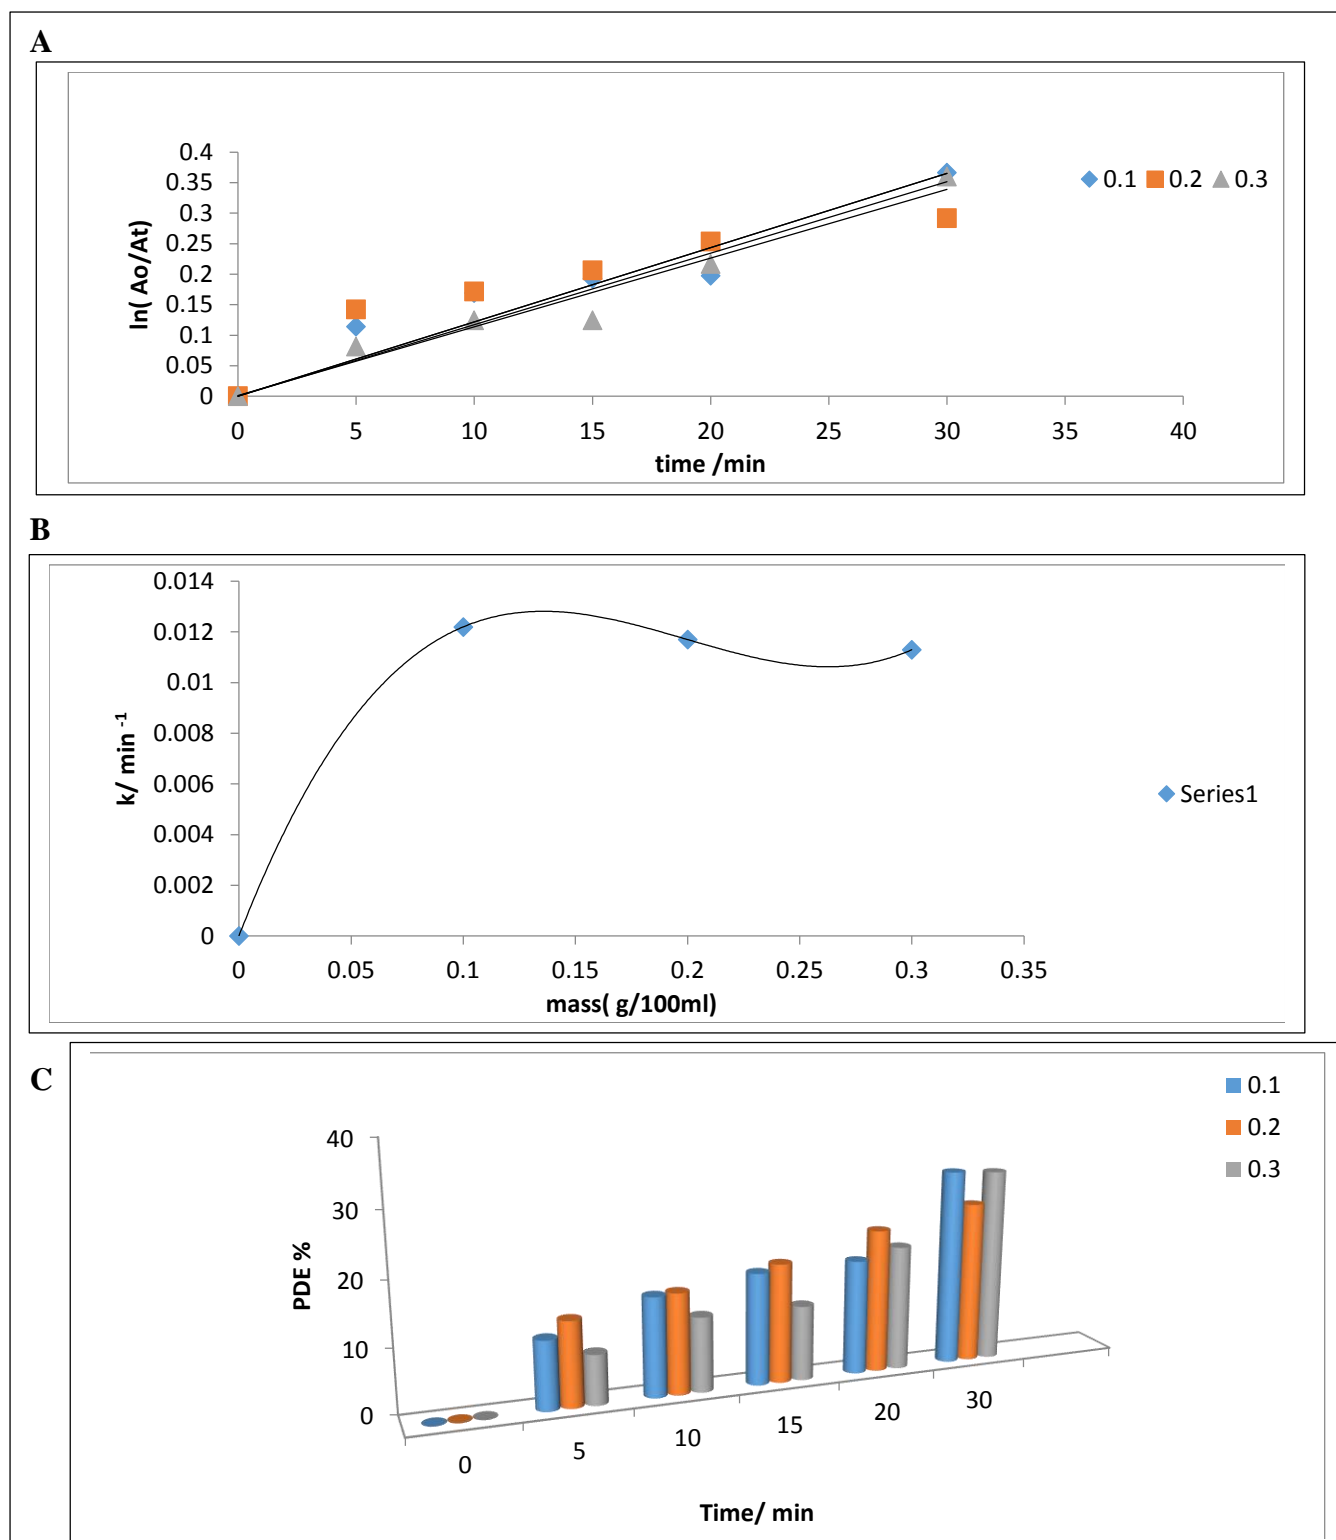 A
0.4
0.35
0.3
0.25
0.2
0.15
0.1
0.05
0
ln( Ao/At)
0 5 10 15 20 25 30 35 40
time /min
0.1 0.2 0.3
B
0.014
0.012
0.01
0.008
0.006
0.004
0.002
0
k/ min -1
0 0.05 0.1 0.15 0.2 0.25 0.3 0.35
mass( g/100ml)
Series1
C
40
30
20
10
0
PDE %
0 5 10 15 20 30
Time/ min
0.1
0.2
0.3